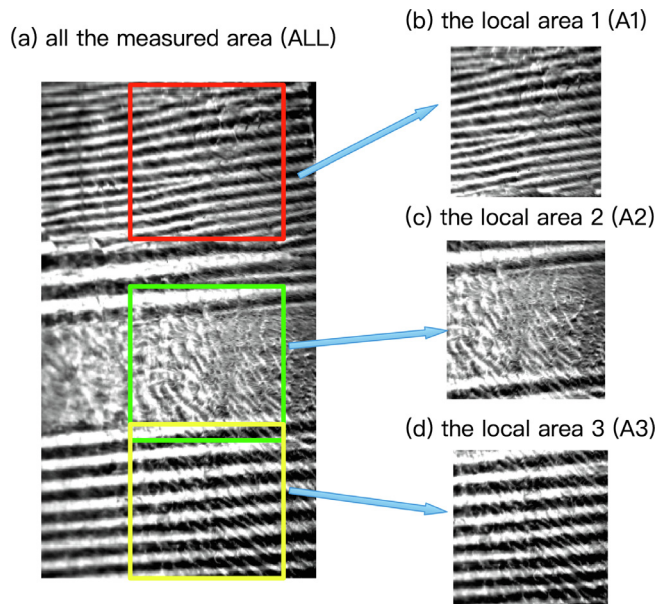 (a) all the measured area (ALL)
(b) the local area 1 (A1)
(c) the local area 2 (A2)
(d) the local area 3 (A3)